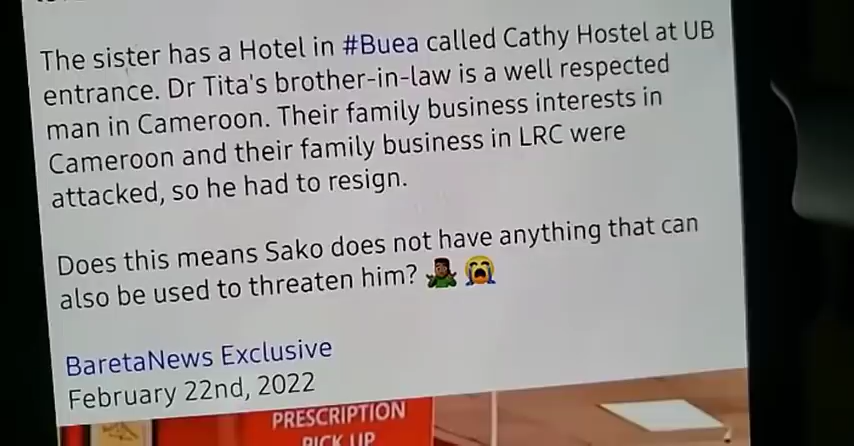 The sister has a Hotel in #Buea called Cathy Hostel at UB
entrance. Dr Tita's brother-in-law is a well respected
man in Cameroon. Their family business interests in
Cameroon and their family business in LRC were
attacked, so he had to resign.
Does this means Sako does not have anything that can
also be used to threaten him? 🤷🏾‍♂️ 😭
BaretaNews Exclusive
February 22nd, 2022
PRESCRIPTION
PICK UP